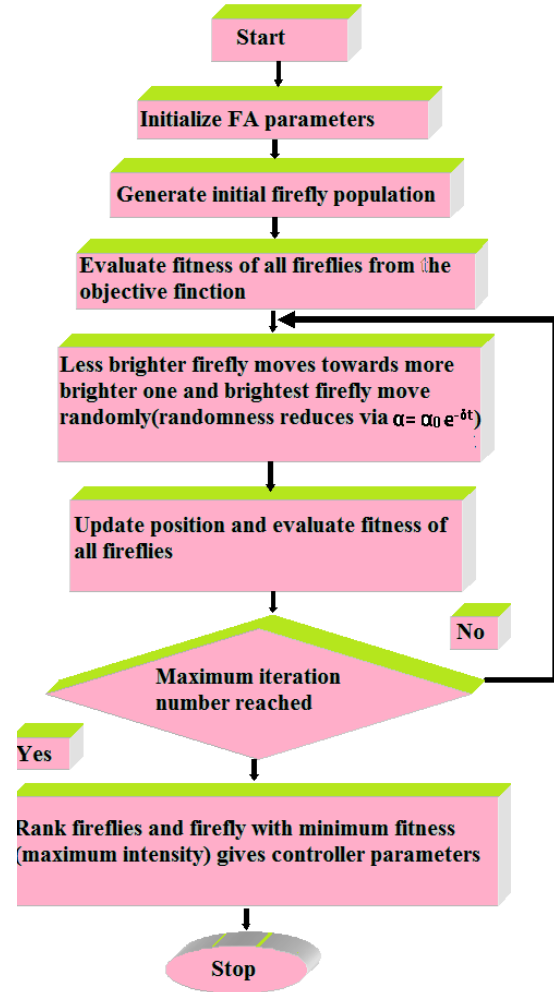 Start
Initialize FA parameters
Generate initial firefly population
Evaluate fitness of all fireflies from the
objective finction
Less brighter firefly moves towards more
brighter one and brightest firefly move
randomly(randomness reduces via α = α₀ e⁻ᵟᵗ)
Update position and evaluate fitness of
all fireflies
No
Maximum iteration
number reached
Yes
Rank fireflies and firefly with minimum fitness
(maximum intensity) gives controller parameters
Stop